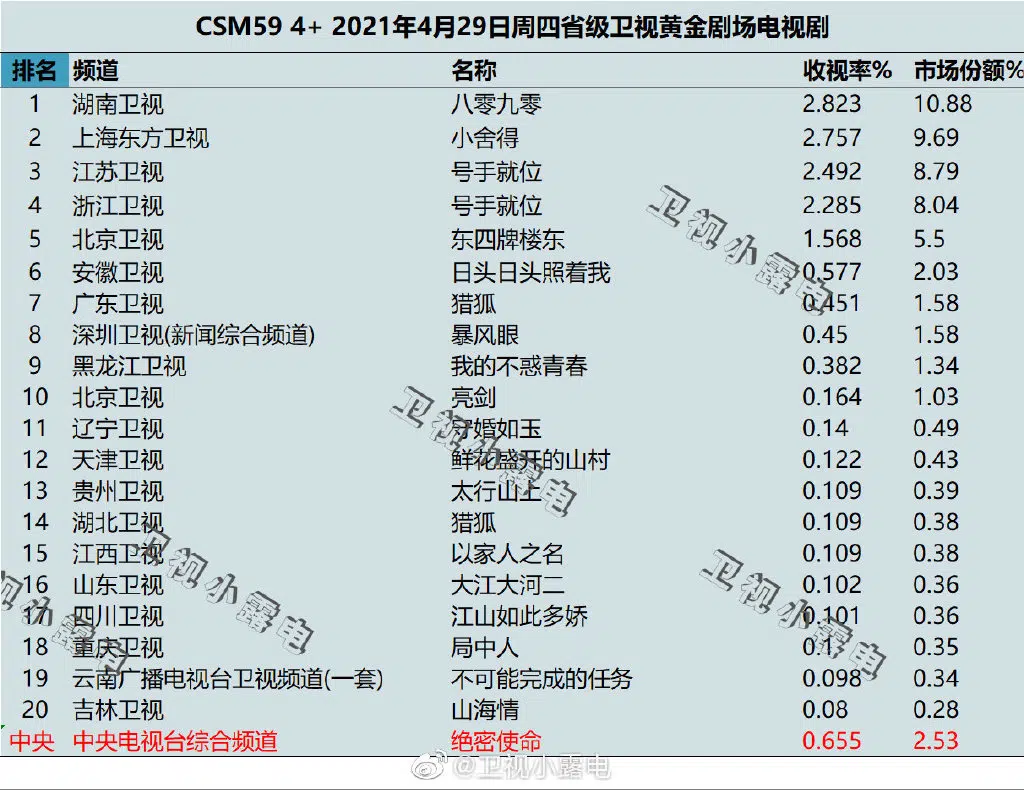 CSM59 4+ 2021年4月29日周四省级卫视黄金剧场电视剧
排名 频道 名称 收视率% 市场份额%
1 湖南卫视 八零九零 2.823 10.88
2 上海东方卫视 小舍得 2.757 9.69
3 江苏卫视 号手就位 2.492 8.79
4 浙江卫视 号手就位 2.285 8.04
5 北京卫视 东四牌楼东 1.568 5.5
6 安徽卫视 日头日头照着我 0.577 2.03
7 广东卫视 猎狐 0.451 1.58
8 深圳卫视(新闻综合频道) 暴风眼 0.45 1.58
9 黑龙江卫视 我的不惑青春 0.382 1.34
10 北京卫视 亮剑 0.164 1.03
11 辽宁卫视 守婚如玉 0.14 0.49
12 天津卫视 鲜花盛开的山村 0.122 0.43
13 贵州卫视 太行山上 0.109 0.39
14 湖北卫视 猎狐 0.109 0.38
15 江西卫视 以家人之名 0.109 0.38
16 山东卫视 大江大河二 0.102 0.36
17 四川卫视 江山如此多娇 0.101 0.36
18 重庆卫视 局中人 0.1 0.35
19 云南广播电视台卫视频道(一套) 不可能完成的任务 0.098 0.34
20 吉林卫视 山海情 0.08 0.28
中央 中央电视台综合频道 绝密使命 0.655 2.53
卫视小露电
卫视小露电
卫视小露电
卫视小露电
视小露电
@卫视小露电